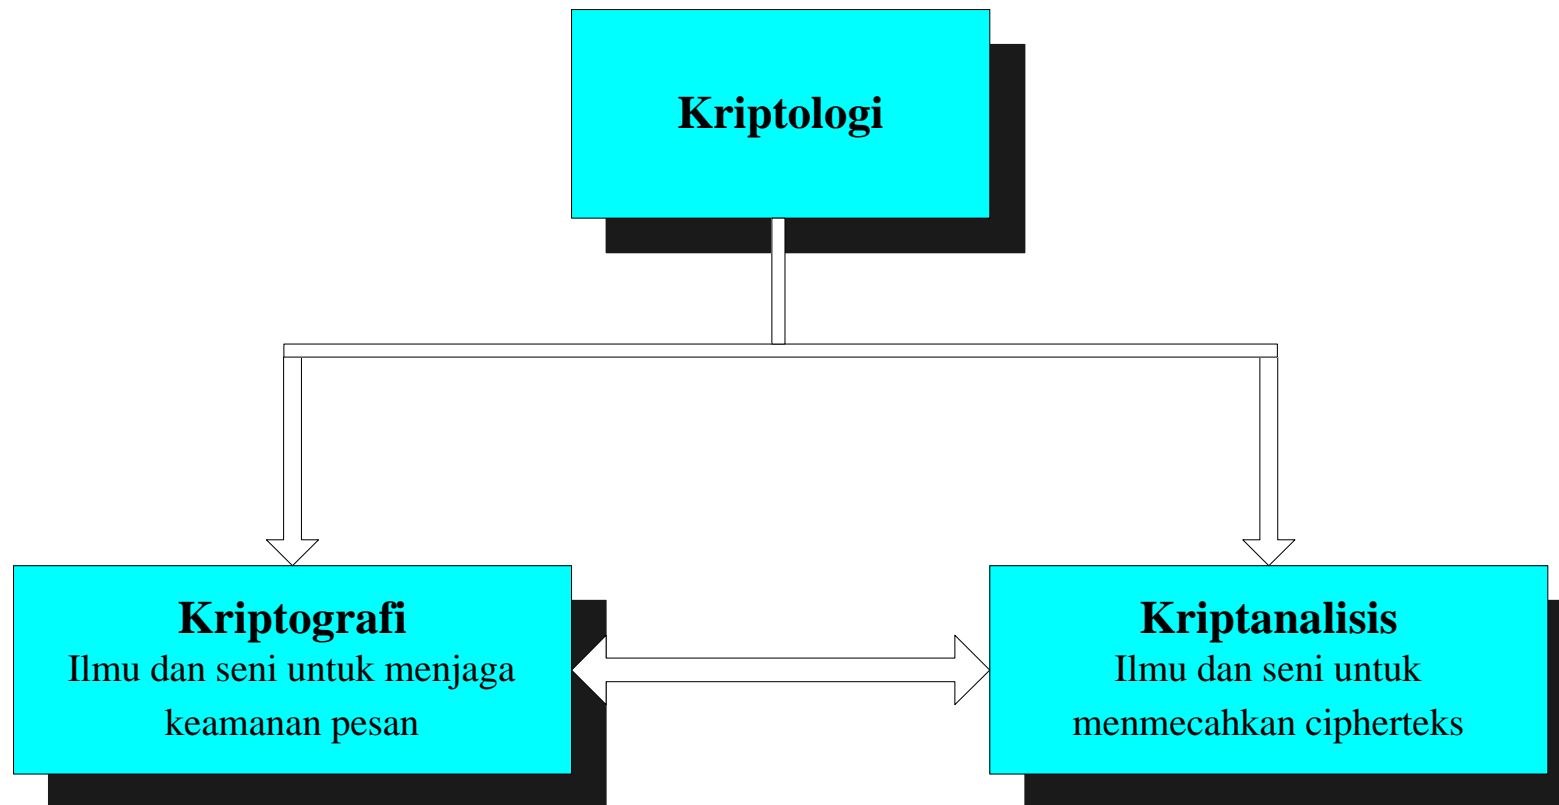 Kriptologi
Kriptografi
Ilmu dan seni untuk menjaga
keamanan pesan
Kriptanalisis
Ilmu dan seni untuk
menmecahkan cipherteks